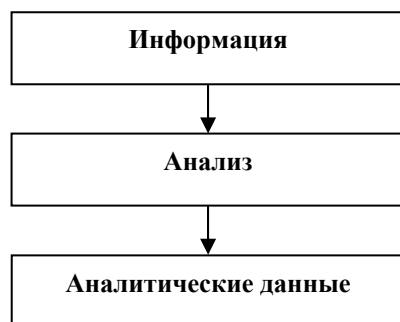 Информация
Анализ
Аналитические данные